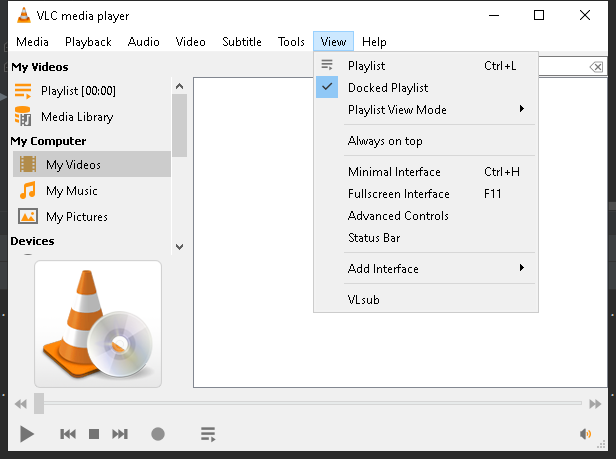 VLC media player
Media Playback Audio Video Subtitle Tools View Help
My Videos
Playlist [00:00]
Media Library
My Computer
My Videos
My Music
My Pictures
Devices
Playlist Ctrl+L
Docked Playlist
Playlist View Mode
Always on top
Minimal Interface Ctrl+H
Fullscreen Interface F11
Advanced Controls
Status Bar
Add Interface
VLsub